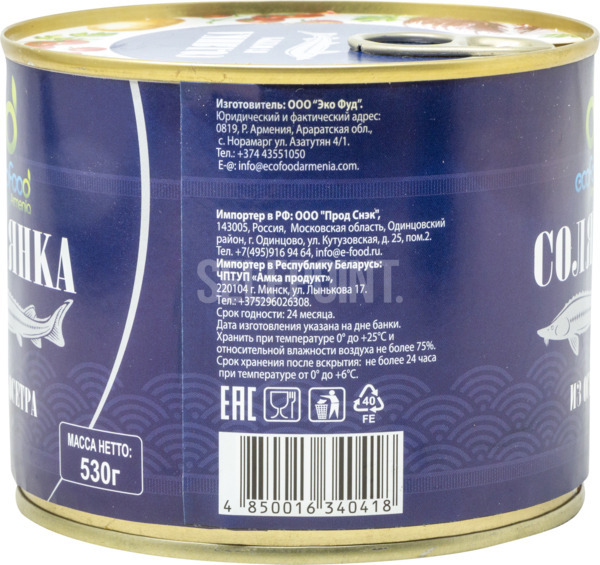 Изготовитель: ООО "Эко Фуд".
Юридический и фактический адрес:
0819, Р. Армения, Араратская обл.,
с. Норамарг ул. Азатутян 4/1.
Тел.: +374 43551050
E-@: info@ecofoodarmenia.com
Импортер в РФ: ООО "Прод Снэк",
143005, Россия, Московская область, Одинцовский
район, г. Одинцово, ул. Кутузовская, д. 25, пом.2.
Тел. +7(495)916 94 64, info@e-food.ru.
Импортер в Республику Беларусь:
ЧПТУП «Амка продукт»,
220104 г. Минск, ул. Лынькова 17.
Тел.: +375296026308.
Срок годности: 24 месяца.
Дата изготовления указана на дне банки.
Хранить при температуре 0° до +25°С и
относительной влажности воздуха не более 75%.
Срок хранения после вскрытия: не более 24 часа
при температуре от 0° до +6°С.
EAC
40
FE
4 850016 340418
МАССА НЕТТО:
530г
ЯНКА
СЕТРА
СОЛЯ
ИЗ О